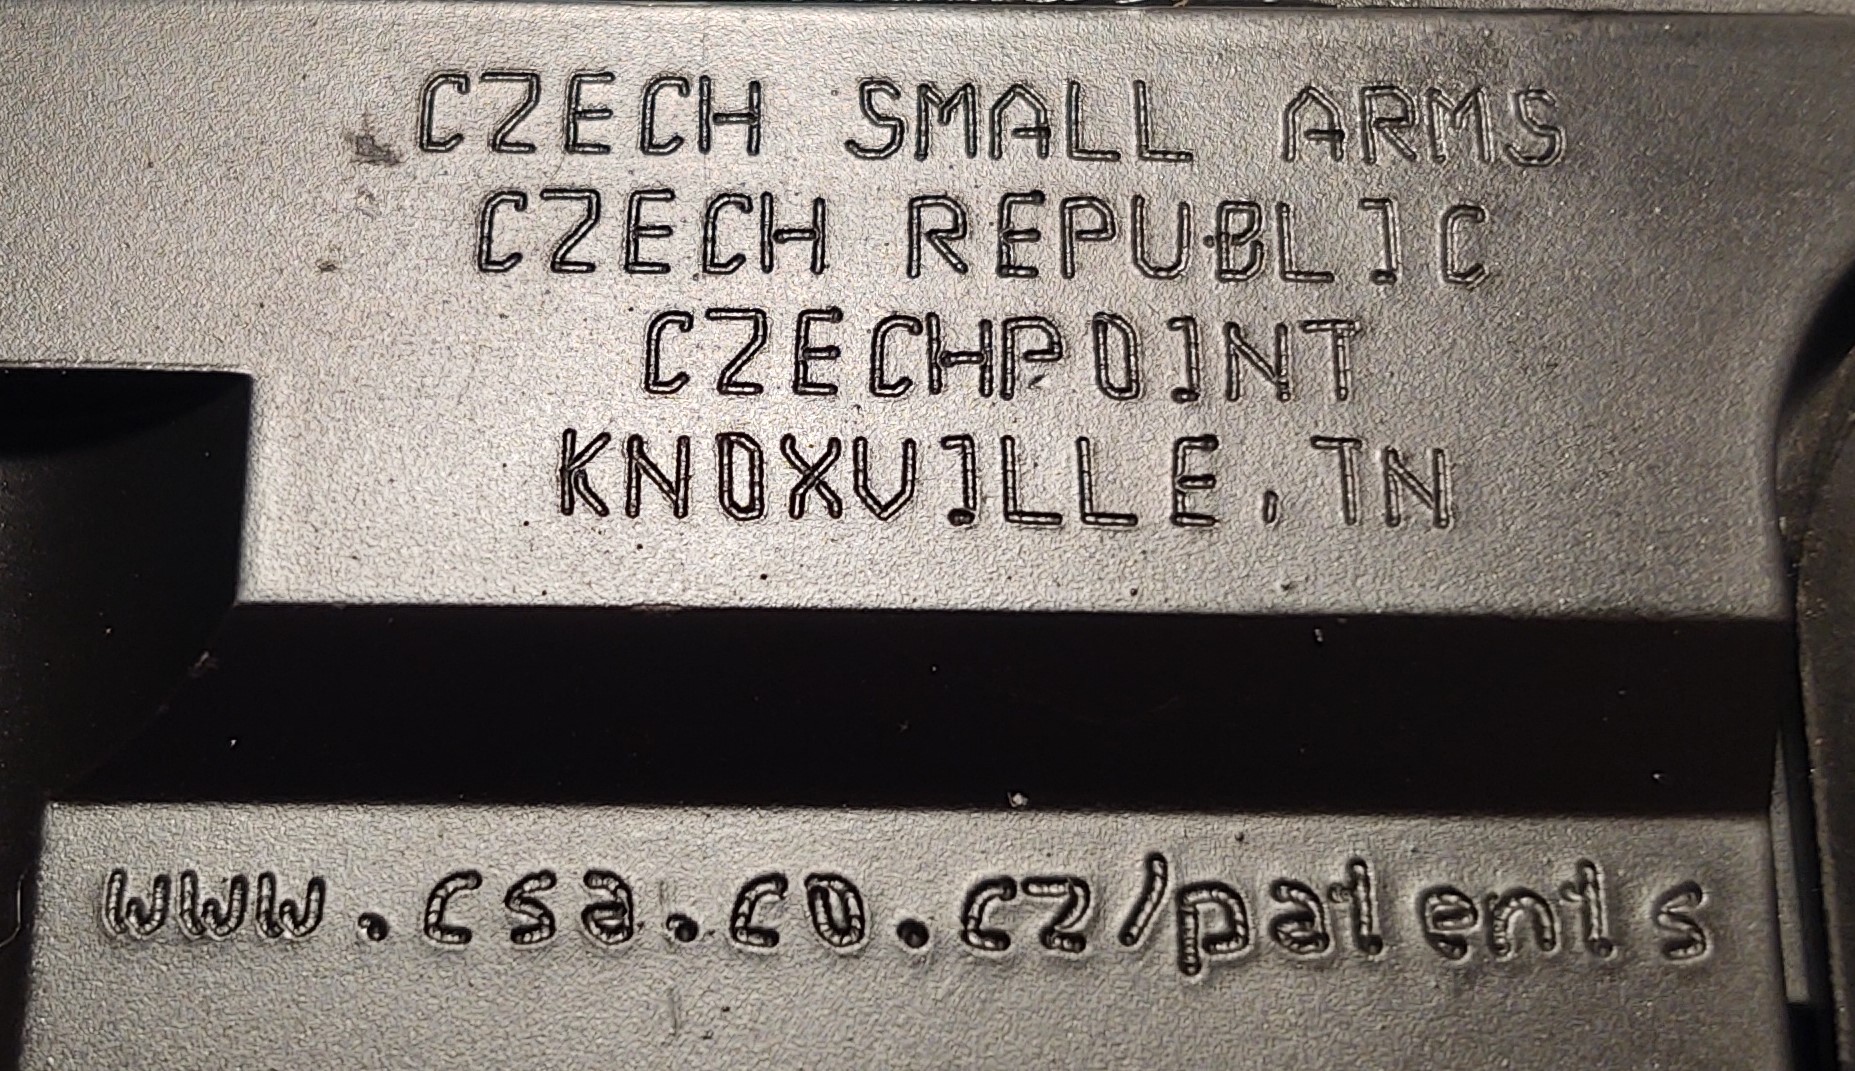 CZECH SMALL ARMS
CZECH REPUBLIC
CZECHPOINT
KNOXVILLE, TN
www.csa.co.cz/patents